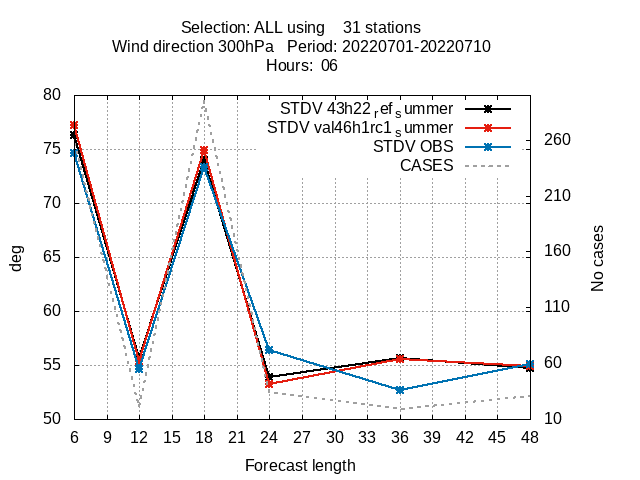 Selection: ALL using    31 stations
Wind direction 300hPa   Period: 20220701-20220710
Hours:  06
STDV 43h22refsummer
STDV val46h1rc1summer
STDV OBS
CASES
80
75
70
65
60
55
50
deg
260
210
160
110
60
10
No cases
6 9 12 15 18 21 24 27 30 33 36 39 42 45 48
Forecast length